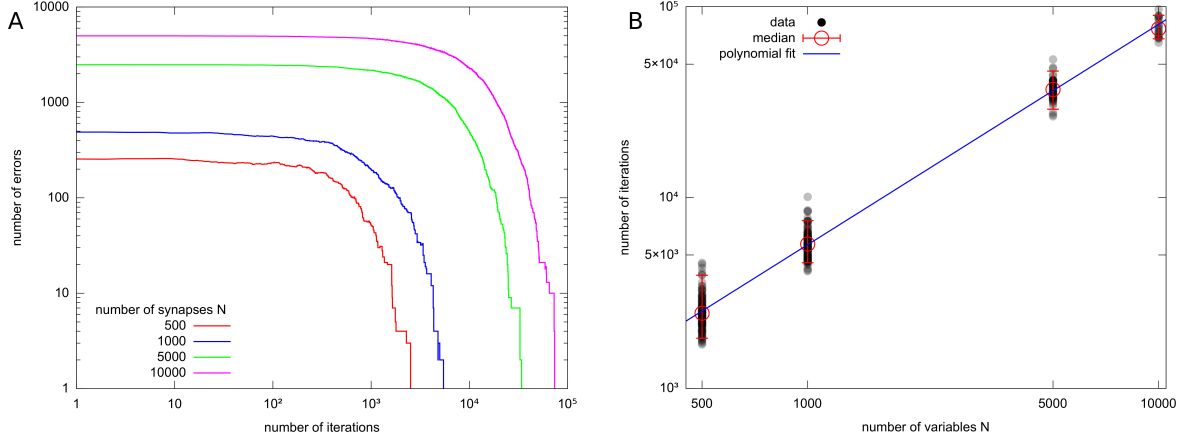 A
10000
1000
100
10
1
number of errors
number of synapses N
500
1000
5000
10000
1
10
10²
10³
10⁴
10⁵
number of iterations
B
data
median
polynomial fit
10⁵
5×10⁴
10⁴
5×10³
10³
number of iterations
500
1000
5000
10000
number of variables N